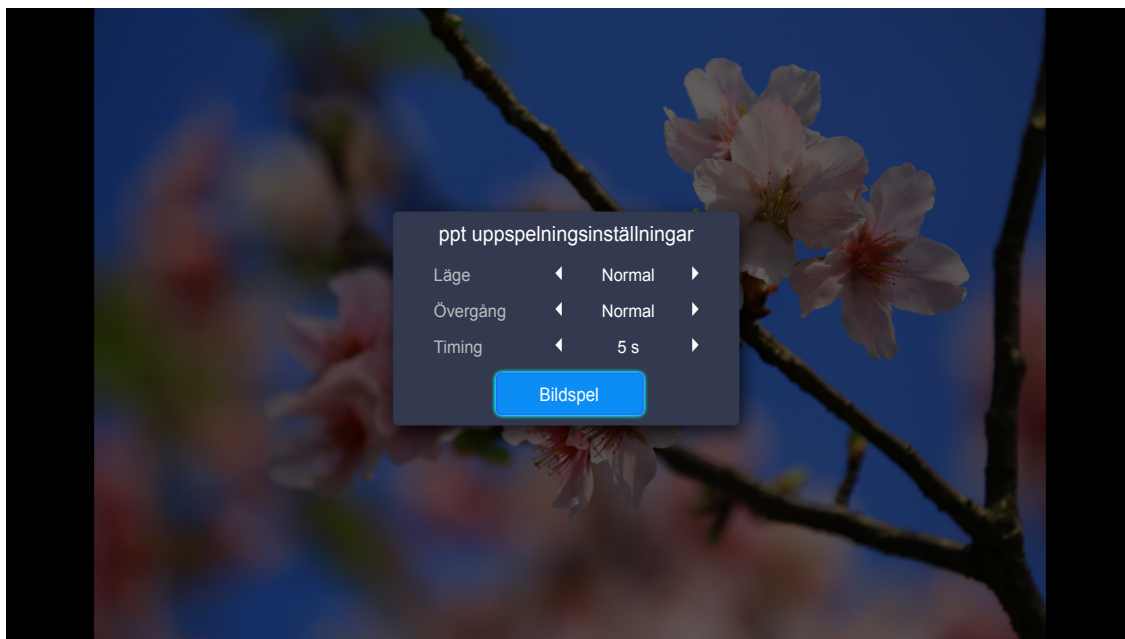 ppt uppspelningsinställningar
Läge Normal
Övergång Normal
Timing 5 s
Bildspel